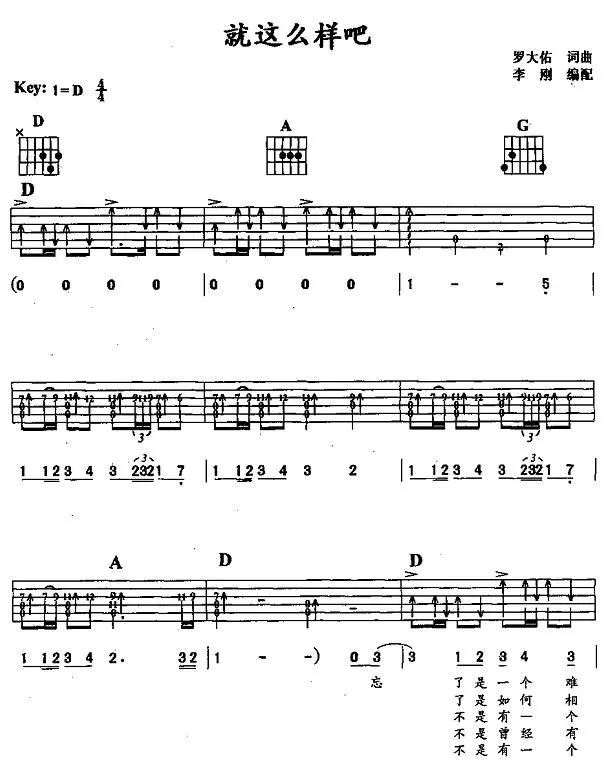 就这么样吧
罗大佑 词曲
李刚 编配
Key: 1=D 4/4
D A G
D
(0 0 0 0 | 0 0 0 0 | 1 - - 5
1 12 3 4 3 232 1 7 | 1 12 3 4 3 2 | 1 12 3 4 3 232 1 7
A D D
1 12 3 4 2. 32 | 1 - -) 0 3 | 3 1 2 3 4 3
忘 了是一个难
了是如何相
不是有一个
不是曾经有
不是有一个